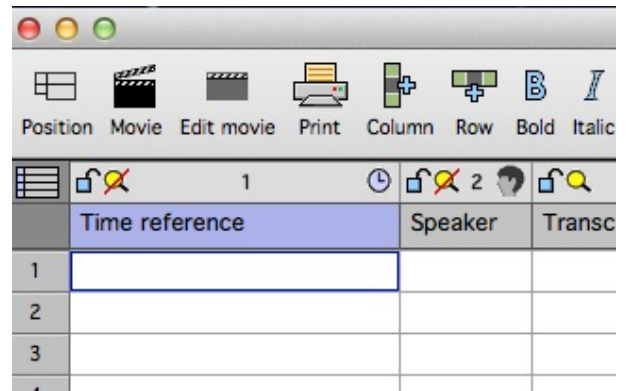 Position Movie Edit movie Print Column Row Bold Italic
1 2
Time reference Speaker Transc
1
2
3